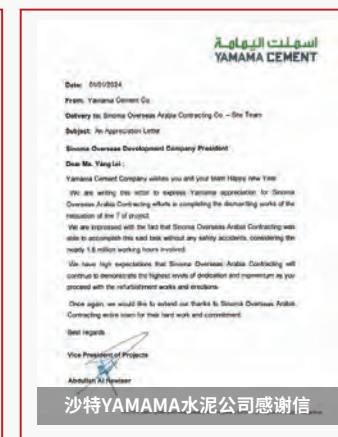 اسمنت اليمامة
YAMAMA CEMENT
Date: 01/01/2024
From: Yamama Cement Co.
Delivery to: Sinoma Overseas Arabia Contracting Co. – Site Team
Subject: An Appreciation Letter
Sinoma Overseas Development Company President
Dear Mr. Yang Lei :
Yamama Cement Company wishes you and your team Happy new Year
We are writing this letter to express Yamama appreciation for Sinoma
Overseas Arabia Contracting efforts in completing the dismantling works of the
relocation of line 7 project.
We are impressed with the fact that Sinoma Overseas Arabia Contracting was
able to accomplish this said task without any safety accidents, considering the
nearly 1.8 million working hours involved.
We have high expectations that Sinoma Overseas Arabia Contracting will
continue to demonstrate the highest levels of dedication and momentum as you
proceed with the refurbishment works and erections.
Once again, we would like to extend our thanks to Sinoma Overseas Arabia
Contracting entire team for their hard work and commitment.
Best regards
Vice President of Projects
Abdullah Al
沙特YAMAMA水泥公司感谢信